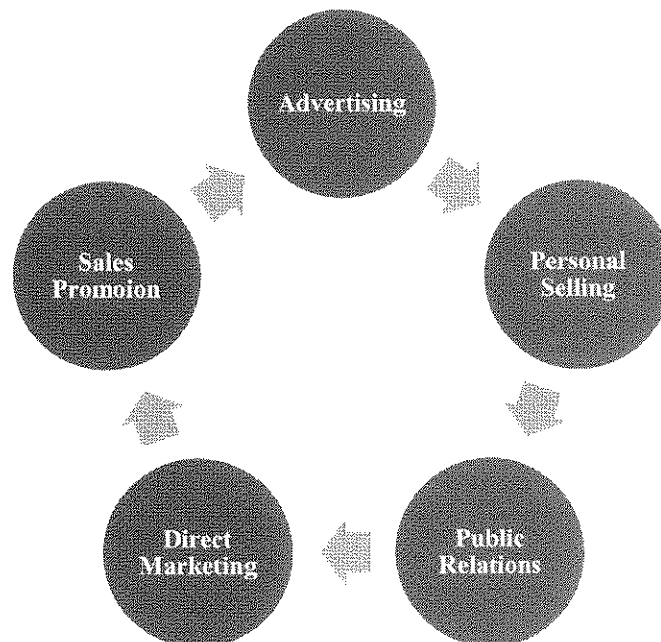 Advertising
Personal
Selling
Public
Relations
Direct
Marketing
Sales
Promoion